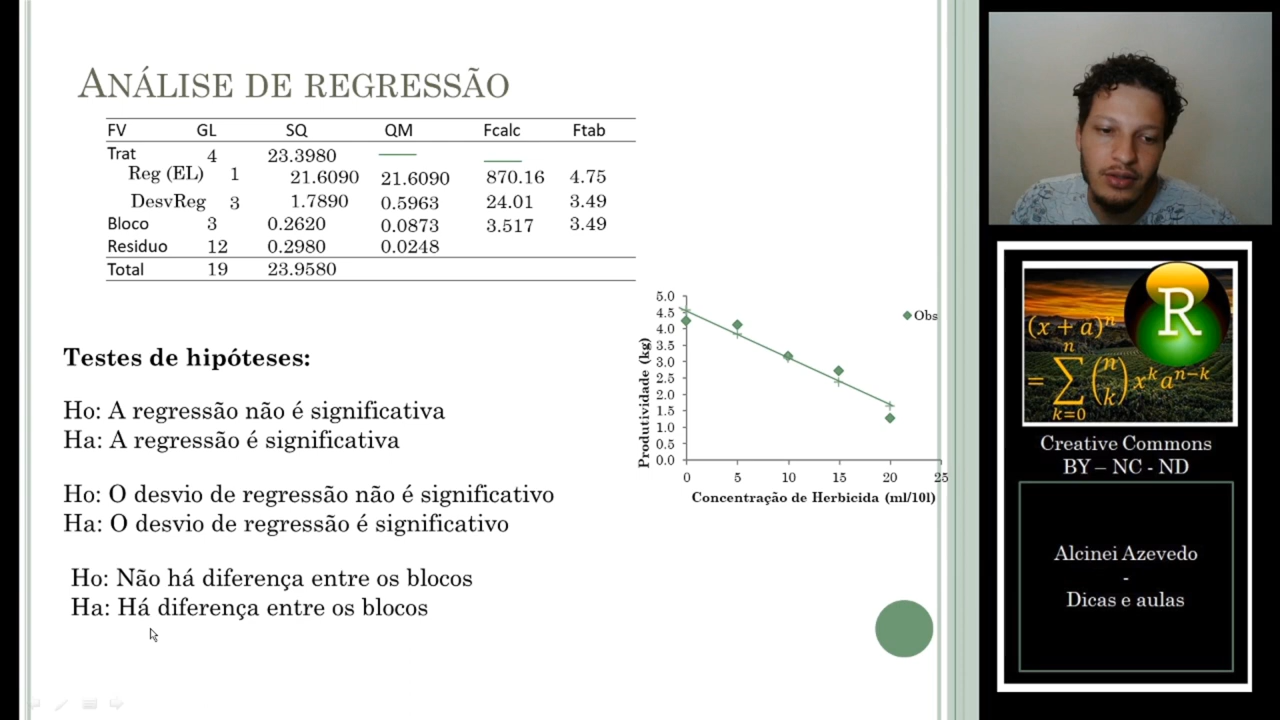 ANÁLISE DE REGRESSÃO
FV GL SQ QM Fcalc Ftab
Trat 4 23.3980
Reg (EL) 1 21.6090 21.6090 870.16 4.75
DesvReg 3 1.7890 0.5963 24.01 3.49
Bloco 3 0.2620 0.0873 3.517 3.49
Residuo 12 0.2980 0.0248
Total 19 23.9580
Testes de hipóteses:
Ho: A regressão não é significativa
Ha: A regressão é significativa
Ho: O desvio de regressão não é significativo
Ha: O desvio de regressão é significativo
Ho: Não há diferença entre os blocos
Ha: Há diferença entre os blocos
Produtividade (kg)
5.0
4.5
4.0
3.5
3.0
2.5
2.0
1.5
1.0
0.5
0.0
0 5 10 15 20 25
Concentração de Herbicida (ml/10l)
Obs
R
(x + a)^n
= ∑ n k=0 (n k) x^k a^{n-k}
Creative Commons
BY – NC - ND
Alcinei Azevedo
-
Dicas e aulas